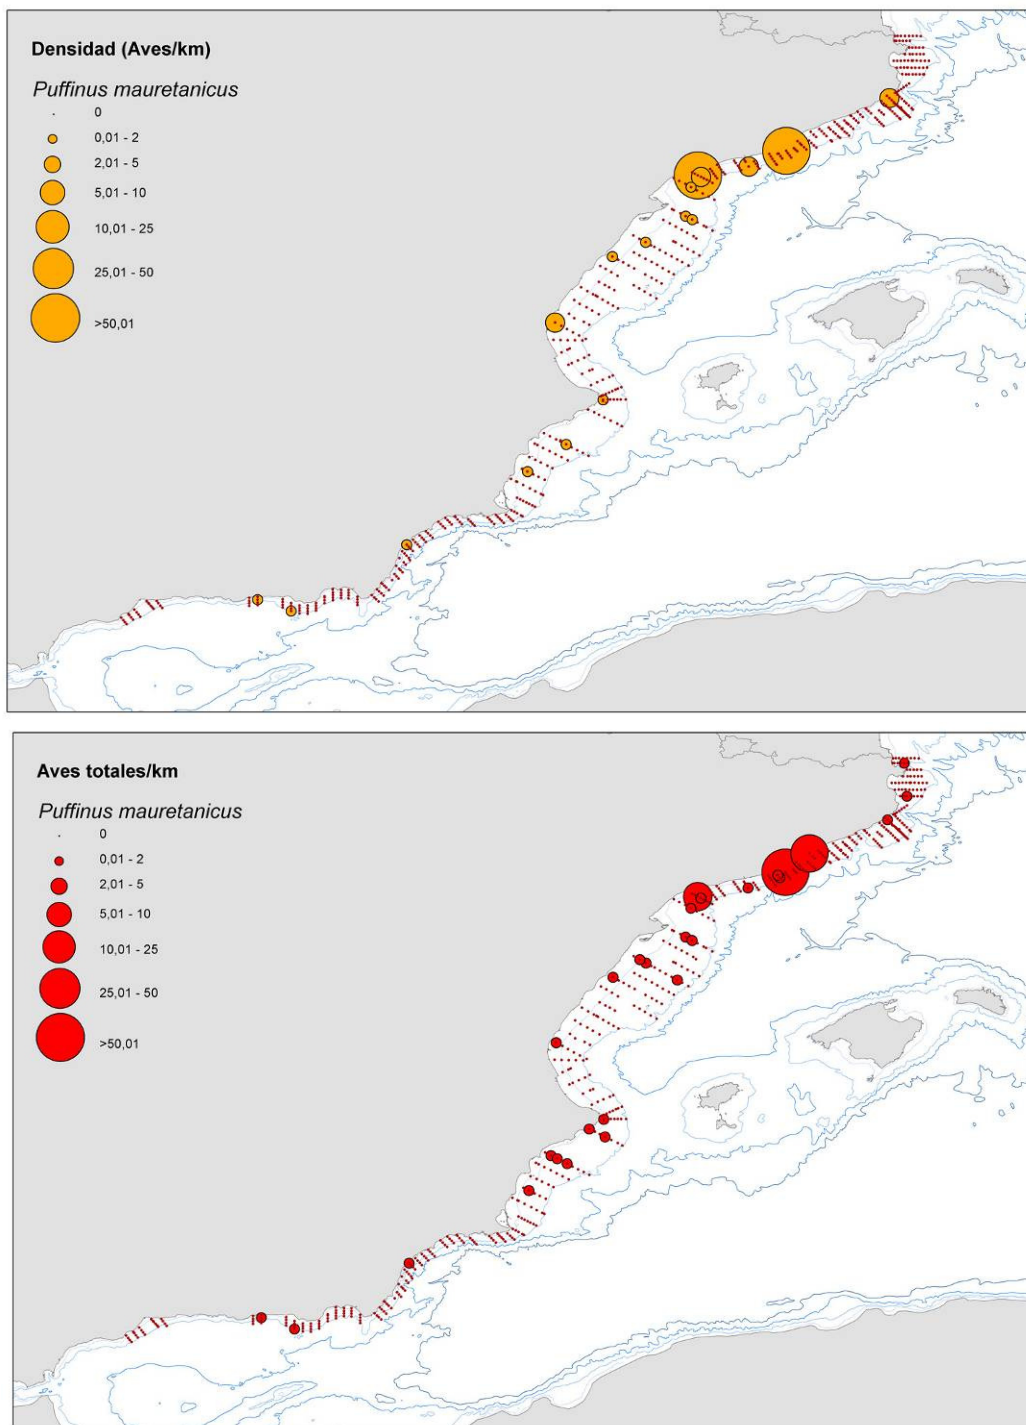 Densidad (Aves/km)
Puffinus mauretanicus
0
0,01 - 2
2,01 - 5
5,01 - 10
10,01 - 25
25,01 - 50
>50,01
Aves totales/km
Puffinus mauretanicus
0
0,01 - 2
2,01 - 5
5,01 - 10
10,01 - 25
25,01 - 50
>50,01